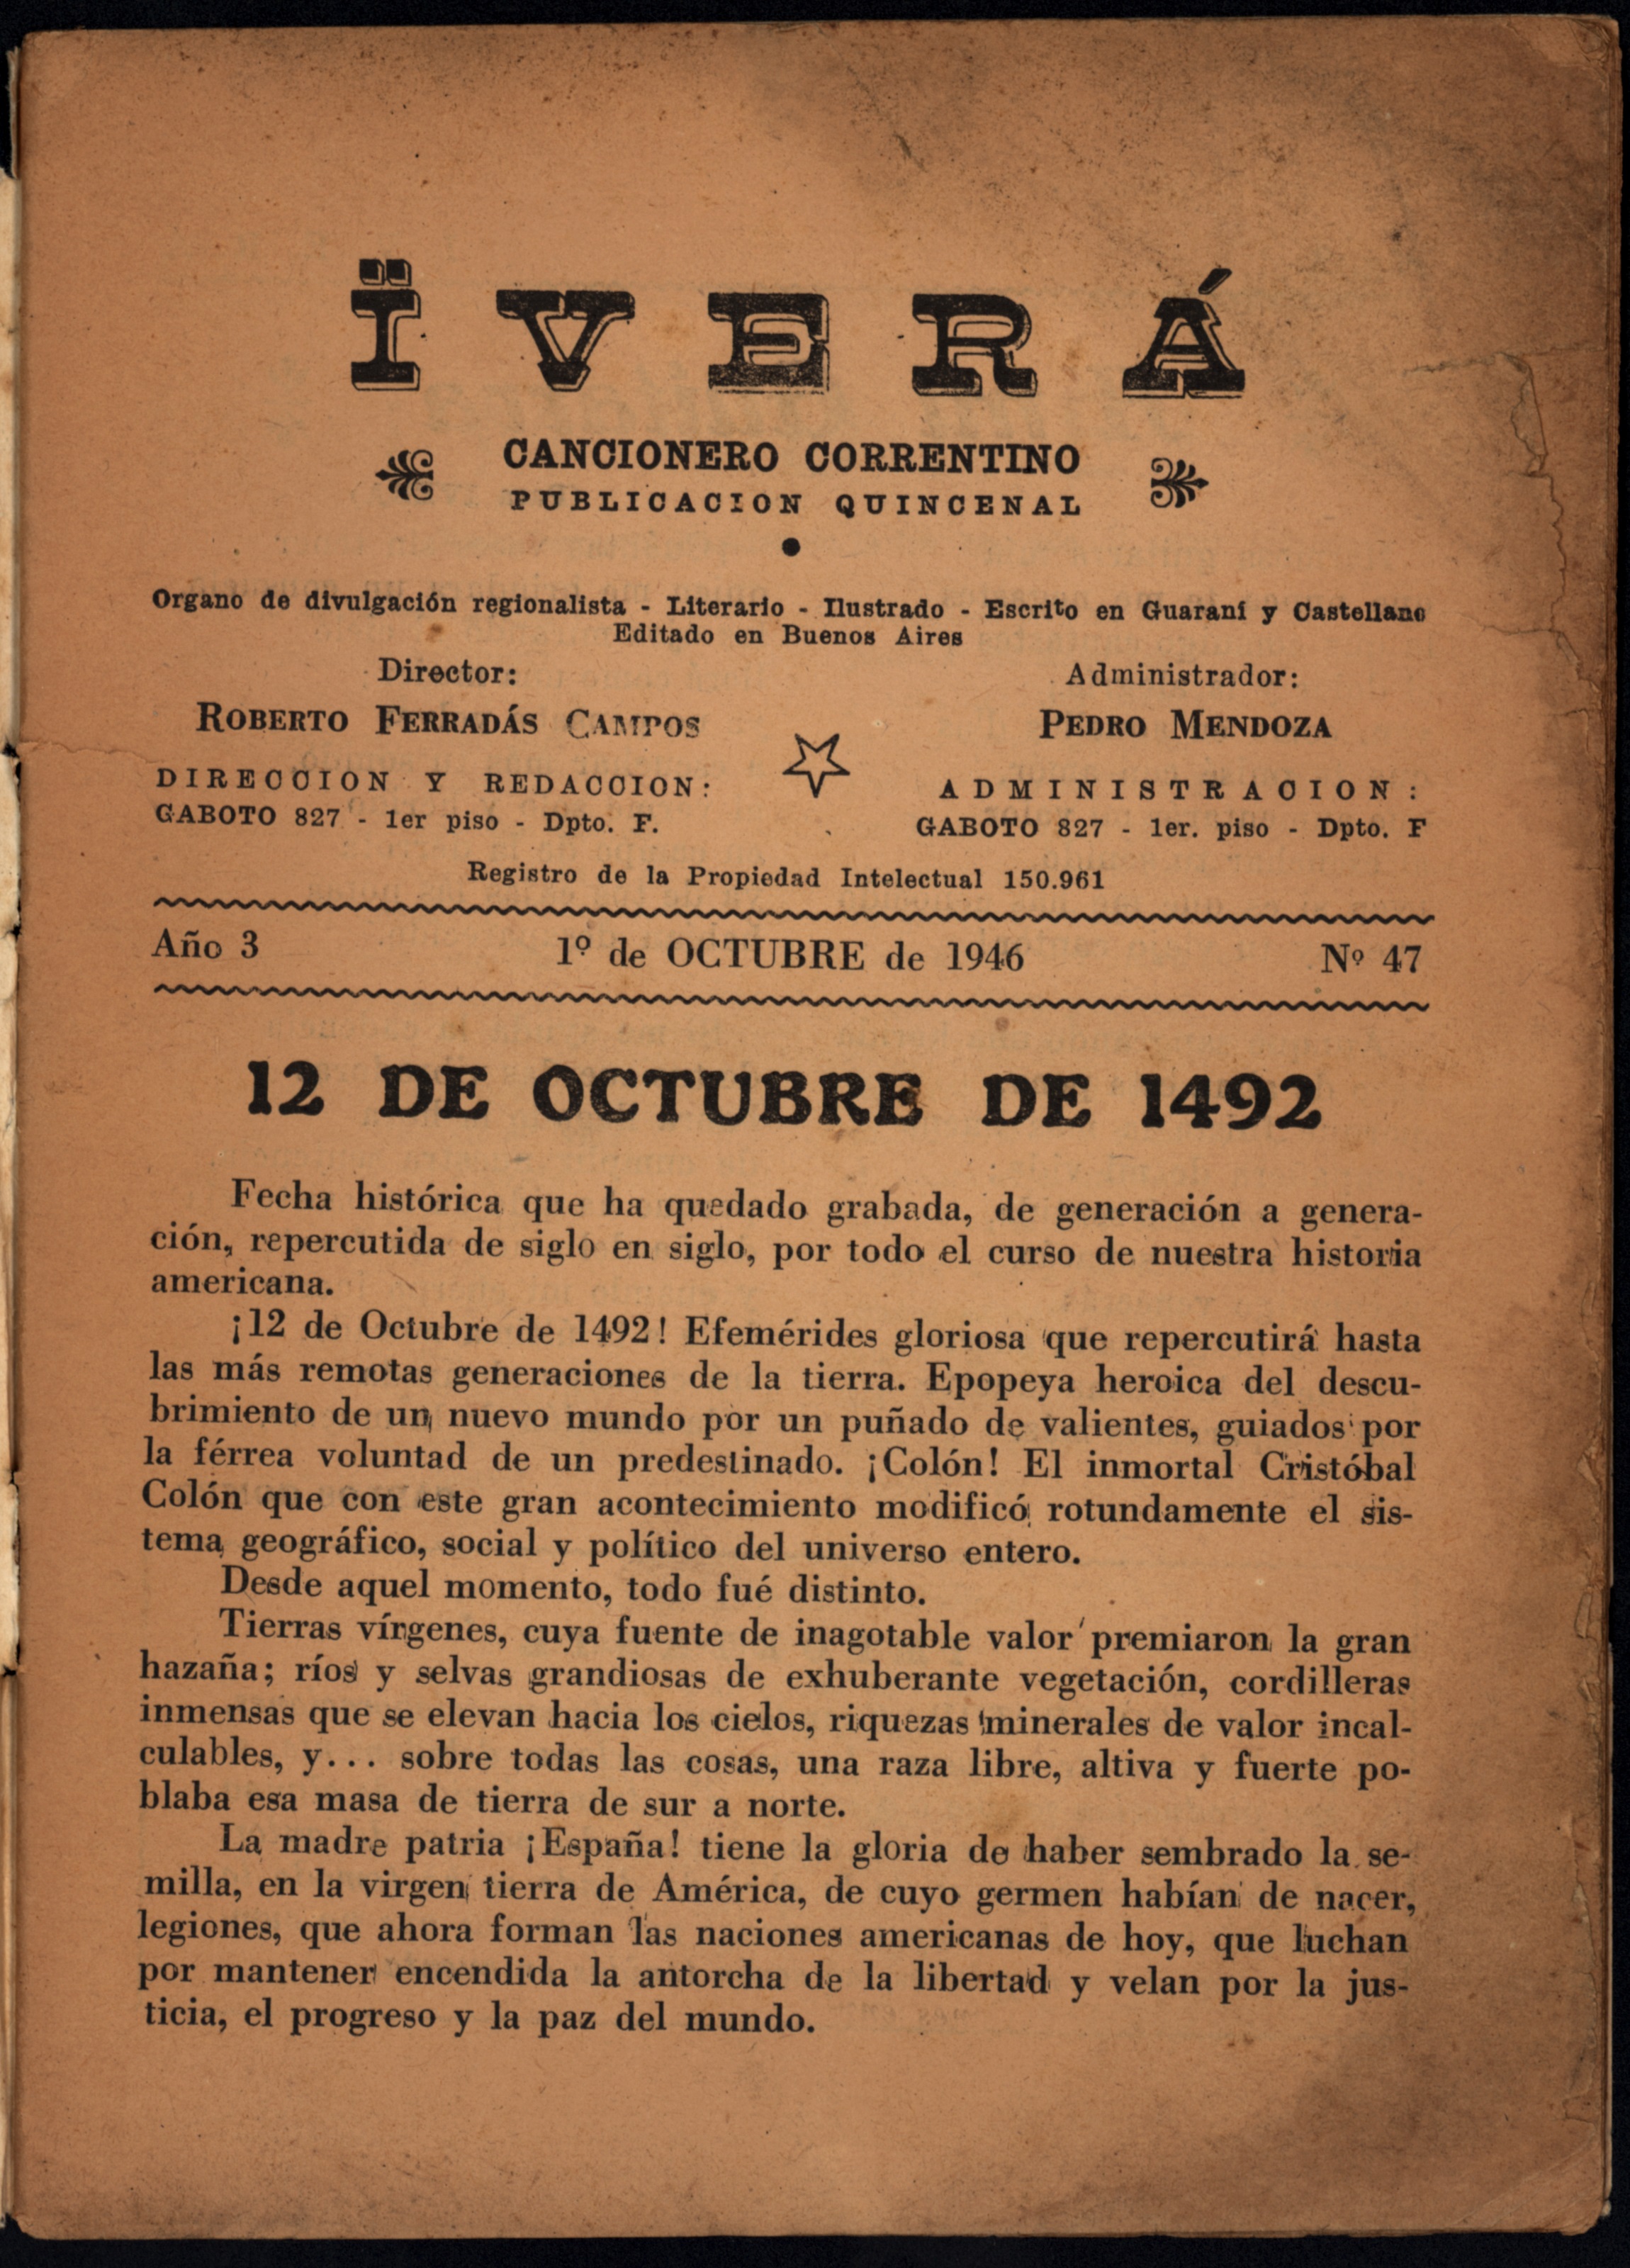 ÏVERÁ
CANCIONERO CORRENTINO
PUBLICACION QUINCENAL
Organo de divulgación regionalista - Literario - Ilustrado - Escrito en Guaraní y Castellano
Editado en Buenos Aires
Director:
ROBERTO FERRADÁS CAMPOS
DIRECCION Y REDACCION:
GABOTO 827 - 1er piso - Dpto. F.
Administrador:
PEDRO MENDOZA
ADMINISTRACION:
GABOTO 827 - 1er. piso - Dpto. F
Registro de la Propiedad Intelectual 150.961
Año 3 1º de OCTUBRE de 1946 Nº 47
12 DE OCTUBRE DE 1492
Fecha histórica que ha quedado grabada, de generación a genera-
ción, repercutida de siglo en siglo, por todo el curso de nuestra historia
americana.
¡12 de Octubre de 1492! Efemérides gloriosa que repercutirá hasta
las más remotas generaciones de la tierra. Epopeya heroica del descu-
brimiento de un nuevo mundo por un puñado de valientes, guiados por
la férrea voluntad de un predestinado. ¡Colón! El inmortal Cristóbal
Colón que con este gran acontecimiento modificó rotundamente el sis-
tema geográfico, social y político del universo entero.
Desde aquel momento, todo fué distinto.
Tierras vírgenes, cuya fuente de inagotable valor premiaron la gran
hazaña; ríos y selvas grandiosas de exhuberante vegetación, cordilleras
inmensas que se elevan hacia los cielos, riquezas minerales de valor incal-
culables, y... sobre todas las cosas, una raza libre, altiva y fuerte po-
blaba esa masa de tierra de sur a norte.
La madre patria ¡España! tiene la gloria de haber sembrado la se-
milla, en la virgen tierra de América, de cuyo germen habían de nacer,
legiones, que ahora forman las naciones americanas de hoy, que luchan
por mantener encendida la antorcha de la libertad y velan por la jus-
ticia, el progreso y la paz del mundo.